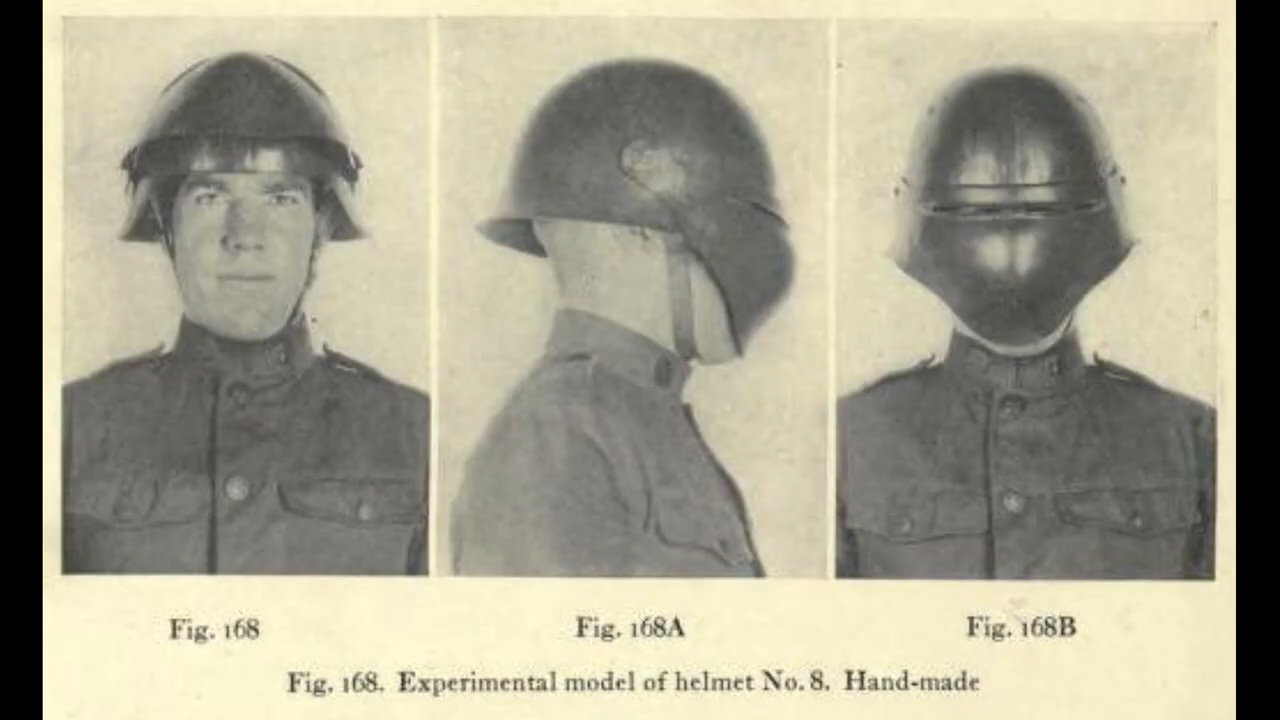 Fig. 168 Fig. 168A Fig. 168B
Fig. 168. Experimental model of helmet No. 8. Hand-made